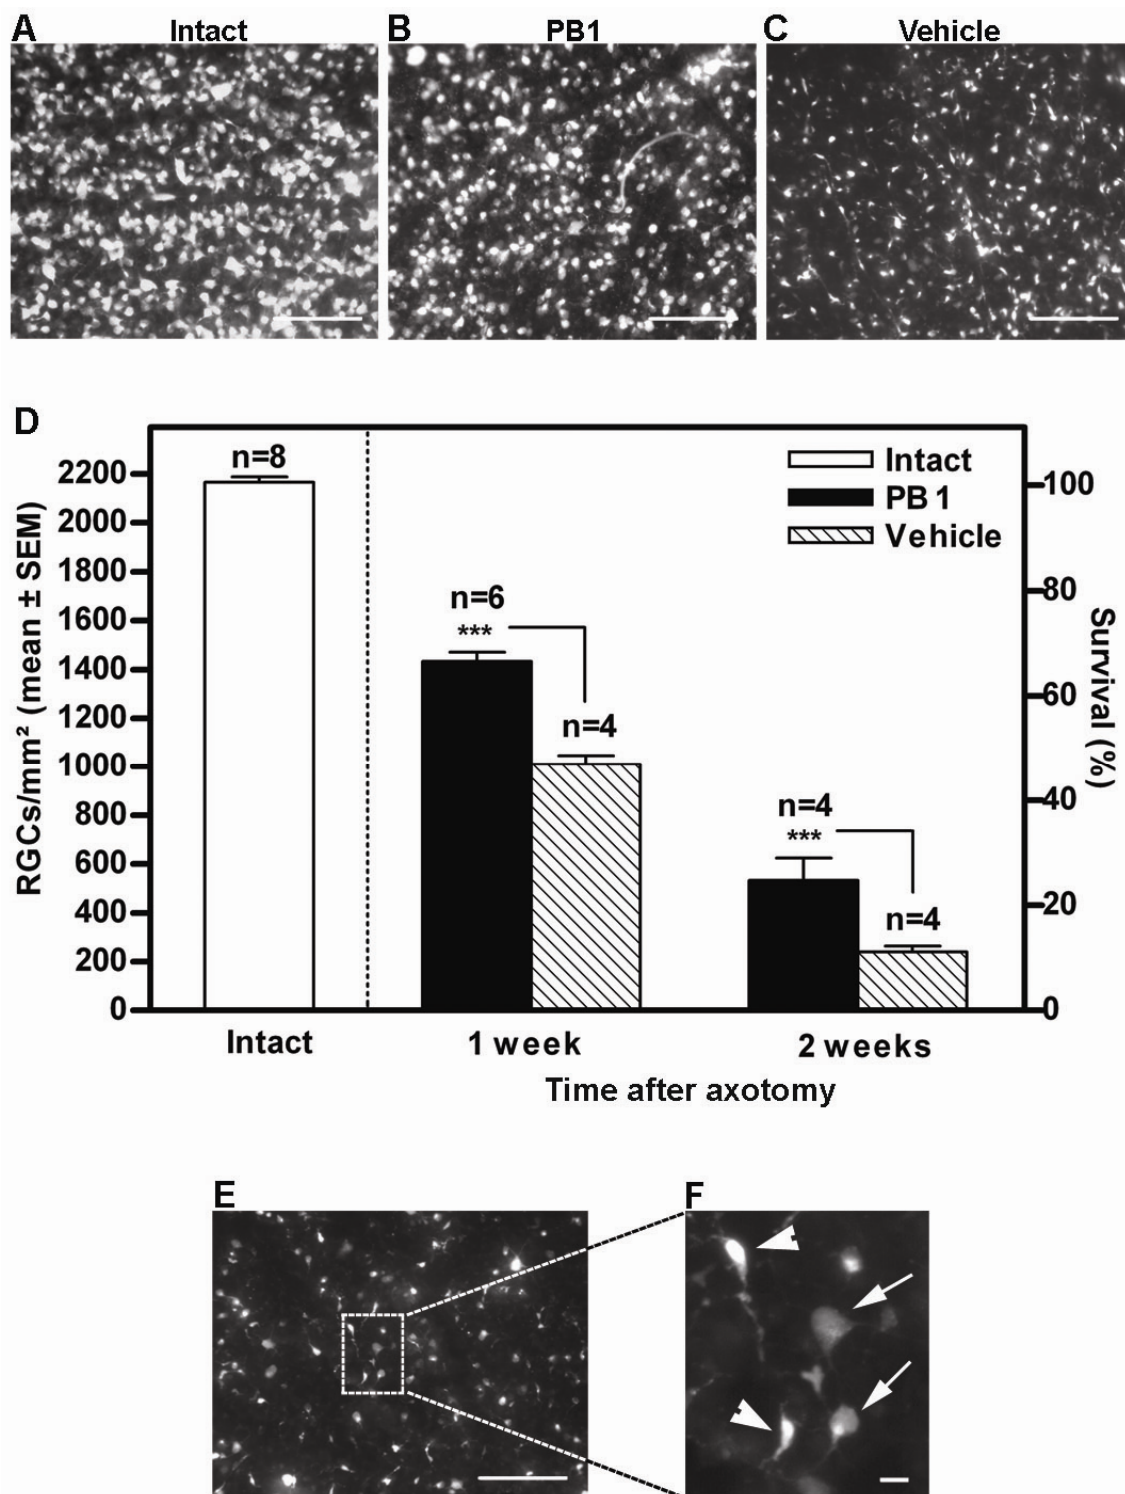 A Intact
B PB1
C Vehicle
D
RGCs/mm² (mean ± SEM)
2200
2000
1800
1600
1400
1200
1000
800
600
400
200
0
n=8
n=6
***
n=4
n=4
***
n=4
Intact
PB 1
Vehicle
100
80
60
40
20
0
Survival (%)
Intact 1 week 2 weeks
Time after axotomy
E
F